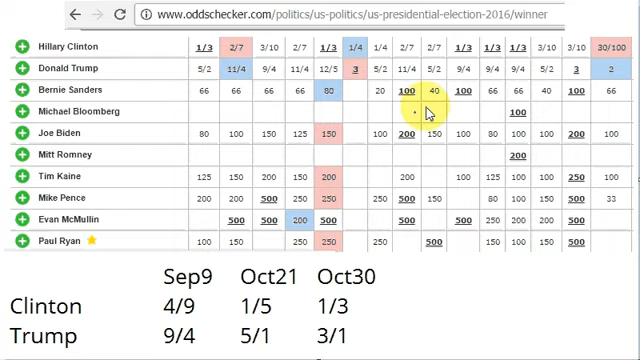 www.oddschecker.com/politics/us-politics/us-presidential-election-2016/winner
Hillary Clinton 1/3 2/7 3/10 2/7 1/3 1/4 1/4 2/7 2/7 1/3 1/3 1/3 3/10 3/10 30/100
Donald Trump 5/2 11/4 9/4 11/4 12/5 3 5/2 11/4 5/2 9/4 9/4 9/4 5/2 3 2
Bernie Sanders 66 66 66 66 80 20 100 40 100 66 66 40 100 66
Michael Bloomberg 100
Joe Biden 80 100 150 125 150 100 200 100 100 80 100 100 200 100
Mitt Romney 200
Tim Kaine 125 150 200 150 200 200 100 125 100 100 250 100
Mike Pence 200 200 500 250 250 250 500 150 80 100 150 500 33
Evan McMullin 500 500 200 500 500 500 250 200 200 500
Paul Ryan 100 150 250 250 250 500 150 100 150 500
Sep9 Oct21 Oct30
Clinton 4/9 1/5 1/3
Trump 9/4 5/1 3/1